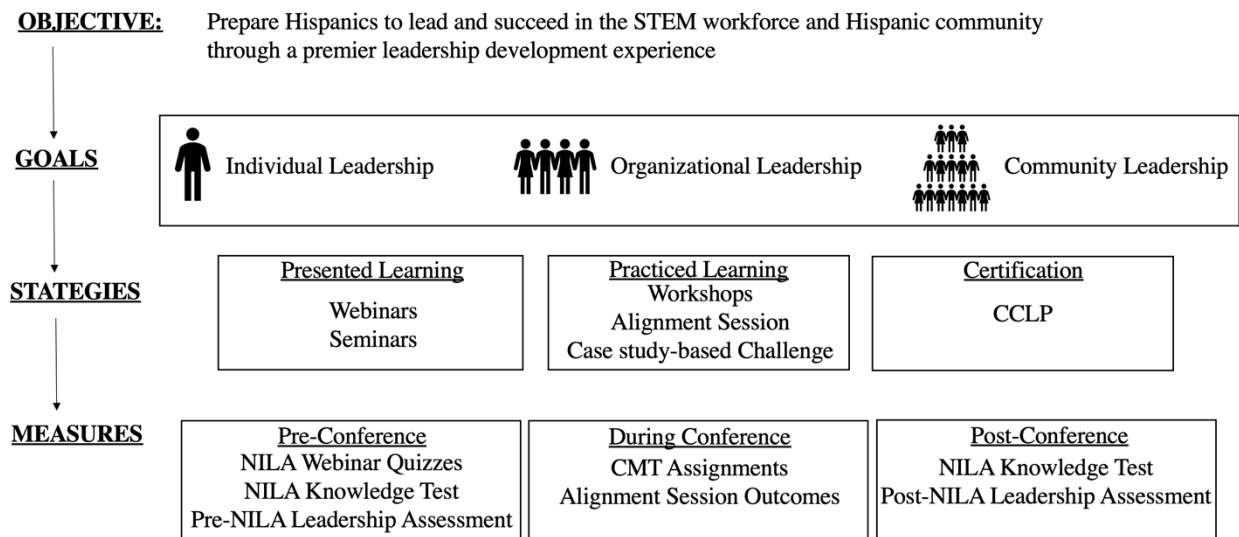 OBJECTIVE: Prepare Hispanics to lead and succeed in the STEM workforce and Hispanic community
through a premier leadership development experience
GOALS
Individual Leadership
Organizational Leadership
Community Leadership
STATEGIES
Presented Learning
Webinars
Seminars
Practiced Learning
Workshops
Alignment Session
Case study-based Challenge
Certification
CCLP
MEASURES
Pre-Conference
NILA Webinar Quizzes
NILA Knowledge Test
Pre-NILA Leadership Assessment
During Conference
CMT Assignments
Alignment Session Outcomes
Post-Conference
NILA Knowledge Test
Post-NILA Leadership Assessment